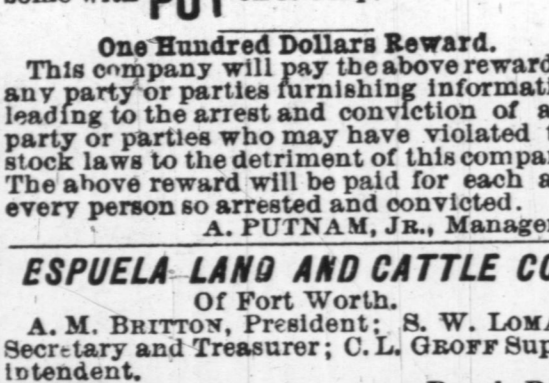 PUT
One Hundred Dollars Reward.
This company will pay the above reward
any party or parties furnishing informati
leading to the arrest and conviction of a
party or parties who may have violated
stock laws to the detriment of this compa
The above reward will be paid for each a
every person so arrested and convicted.
A. PUTNAM, JR., Manage
ESPUELA LAND AND CATTLE CO
Of Fort Worth.
A. M. BRITTON, President; S. W. LOMA
Secretary and Treasurer; C. L. GROFF Sup
intendent.